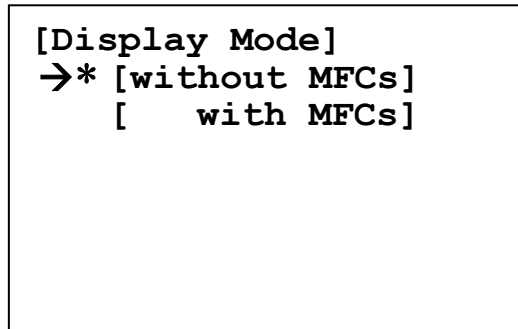 [Display Mode]
→* [without MFCs]
[   with MFCs]